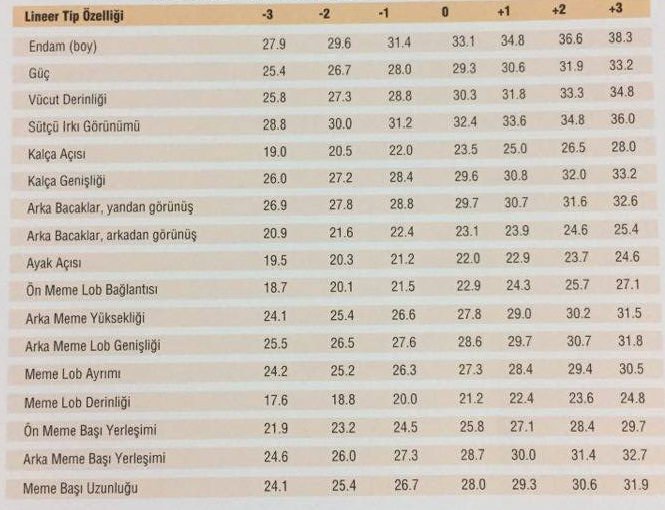 Lineer Tip Özelliği -3 -2 -1 0 +1 +2 +3
Endam (boy) 27.9 29.6 31.4 33.1 34.8 36.6 38.3
Güç 25.4 26.7 28.0 29.3 30.6 31.9 33.2
Vücut Derinliği 25.8 27.3 28.8 30.3 31.8 33.3 34.8
Sütçü Irkı Görünümü 28.8 30.0 31.2 32.4 33.6 34.8 36.0
Kalça Açısı 19.0 20.5 22.0 23.5 25.0 26.5 28.0
Kalça Genişliği 26.0 27.2 28.4 29.6 30.8 32.0 33.2
Arka Bacaklar, yandan görünüş 26.9 27.8 28.8 29.7 30.7 31.6 32.6
Arka Bacaklar, arkadan görünüş 20.9 21.6 22.4 23.1 23.9 24.6 25.4
Ayak Açısı 19.5 20.3 21.2 22.0 22.9 23.7 24.6
Ön Meme Lob Bağlantısı 18.7 20.1 21.5 22.9 24.3 25.7 27.1
Arka Meme Yüksekliği 24.1 25.4 26.6 27.8 29.0 30.2 31.5
Arka Meme Lob Genişliği 25.5 26.5 27.6 28.6 29.7 30.7 31.8
Meme Lob Ayrımı 24.2 25.2 26.3 27.3 28.4 29.4 30.5
Meme Lob Derinliği 17.6 18.8 20.0 21.2 22.4 23.6 24.8
Ön Meme Başı Yerleşimi 21.9 23.2 24.5 25.8 27.1 28.4 29.7
Arka Meme Başı Yerleşimi 24.6 26.0 27.3 28.7 30.0 31.4 32.7
Meme Başı Uzunluğu 24.1 25.4 26.7 28.0 29.3 30.6 31.9